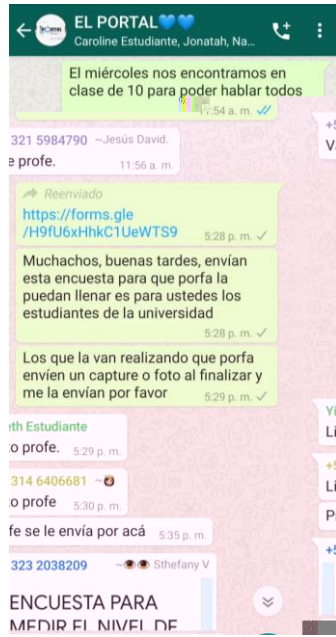 EL PORTAL💙💙
Caroline Estudiante, Jonatah, Na...
El miércoles nos encontramos en
clase de 10 para poder hablar todos
11:54 a. m.
321 5984790 ~Jesús David.
e profe.
11:56 a. m.
Reenviado
https://forms.gle
/H9fU6xHhkC1UeWTS9
5:28 p. m.
Muchachos, buenas tardes, envían
esta encuesta para que porfa la
puedan llenar es para ustedes los
estudiantes de la universidad
5:28 p. m.
Los que la van realizando que porfa
envíen un capture o foto al finalizar y
me la envían por favor
5:29 p. m.
eth Estudiante
o profe.
5:29 p. m.
314 6406681 ~
o profe
5:30 p. m.
fe se le envía por acá
5:35 p. m.
323 2038209 ~👁👁 Sthefany V
ENCUESTA PARA
MEDIR EL NIVEL DE